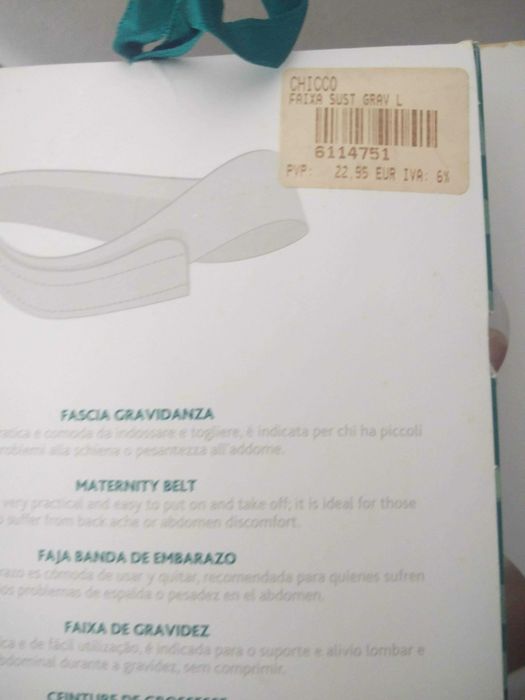 CHICCO
FAIXA SUST GRAV L
6114751
PVP: 22,95 EUR IVA: 6%
FASCIA GRAVIDANZA
e comoda da indossare e togliere, è indicata per chi ha piccoli
problemi alla schiena o pesantezza all'addome.
MATERNITY BELT
very practical and easy to put on and take off; it is ideal for those
suffer from back ache or abdomen discomfort.
FAJA BANDA DE EMBARAZO
es cómoda de usar y quitar, recomendada para quienes sufren
problemas de espalda o pesadez en el abdomen.
FAIXA DE GRAVIDEZ
e de fácil utilização, é indicada para o suporte e alívio lombar e
abdominal durante a gravidez, sem comprimir.
CEINTURE DE GROSSESSE